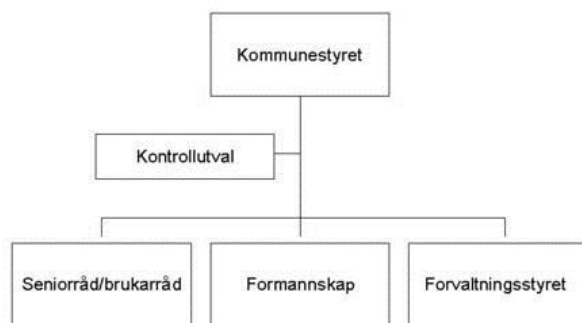 Kommunestyret
Kontrollutval
Seniorråd/brukarråd
Formannskap
Forvaltningsstyret